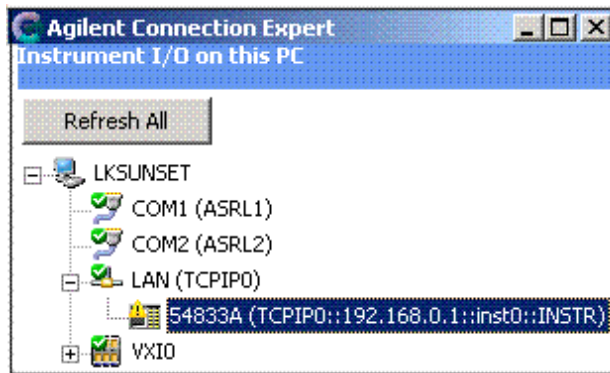 Agilent Connection Expert
Instrument I/O on this PC
Refresh All
LKSUNSET
COM1 (ASRL1)
COM2 (ASRL2)
LAN (TCPIP0)
54833A (TCPIP0::192.168.0.1::inst0::INSTR)
VXI0